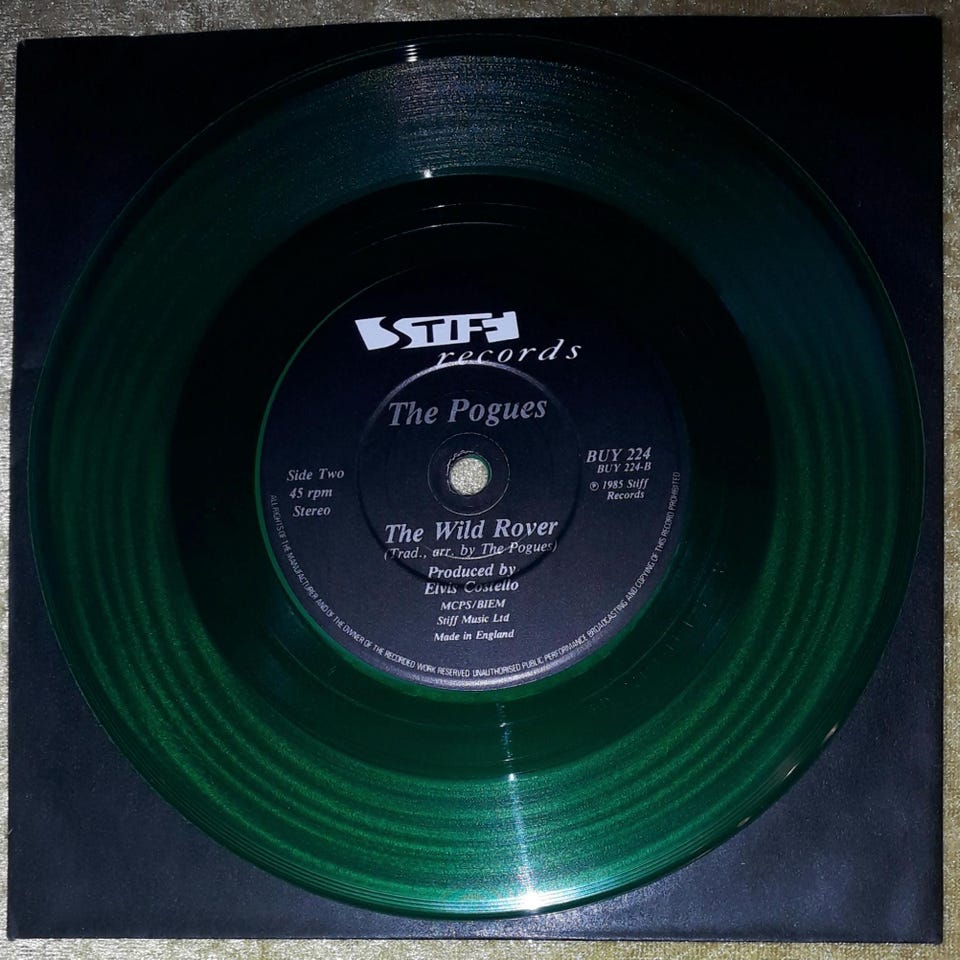 STIFF
records
The Pogues
Side Two
45 rpm
Stereo
BUY 224
BUY 224-B
℗ 1985 Stiff
Records
The Wild Rover
(Trad., arr. by The Pogues)
Produced by
Elvis Costello
MCPS/BIEM
Stiff Music Ltd
Made in England
ALL RIGHTS OF THE MANUFACTURER AND OF THE OWNER OF THE RECORDED WORK RESERVED UNAUTHORISED PUBLIC PERFORMANCE BROADCASTING AND COPYING OF THIS RECORD PROHIBITED